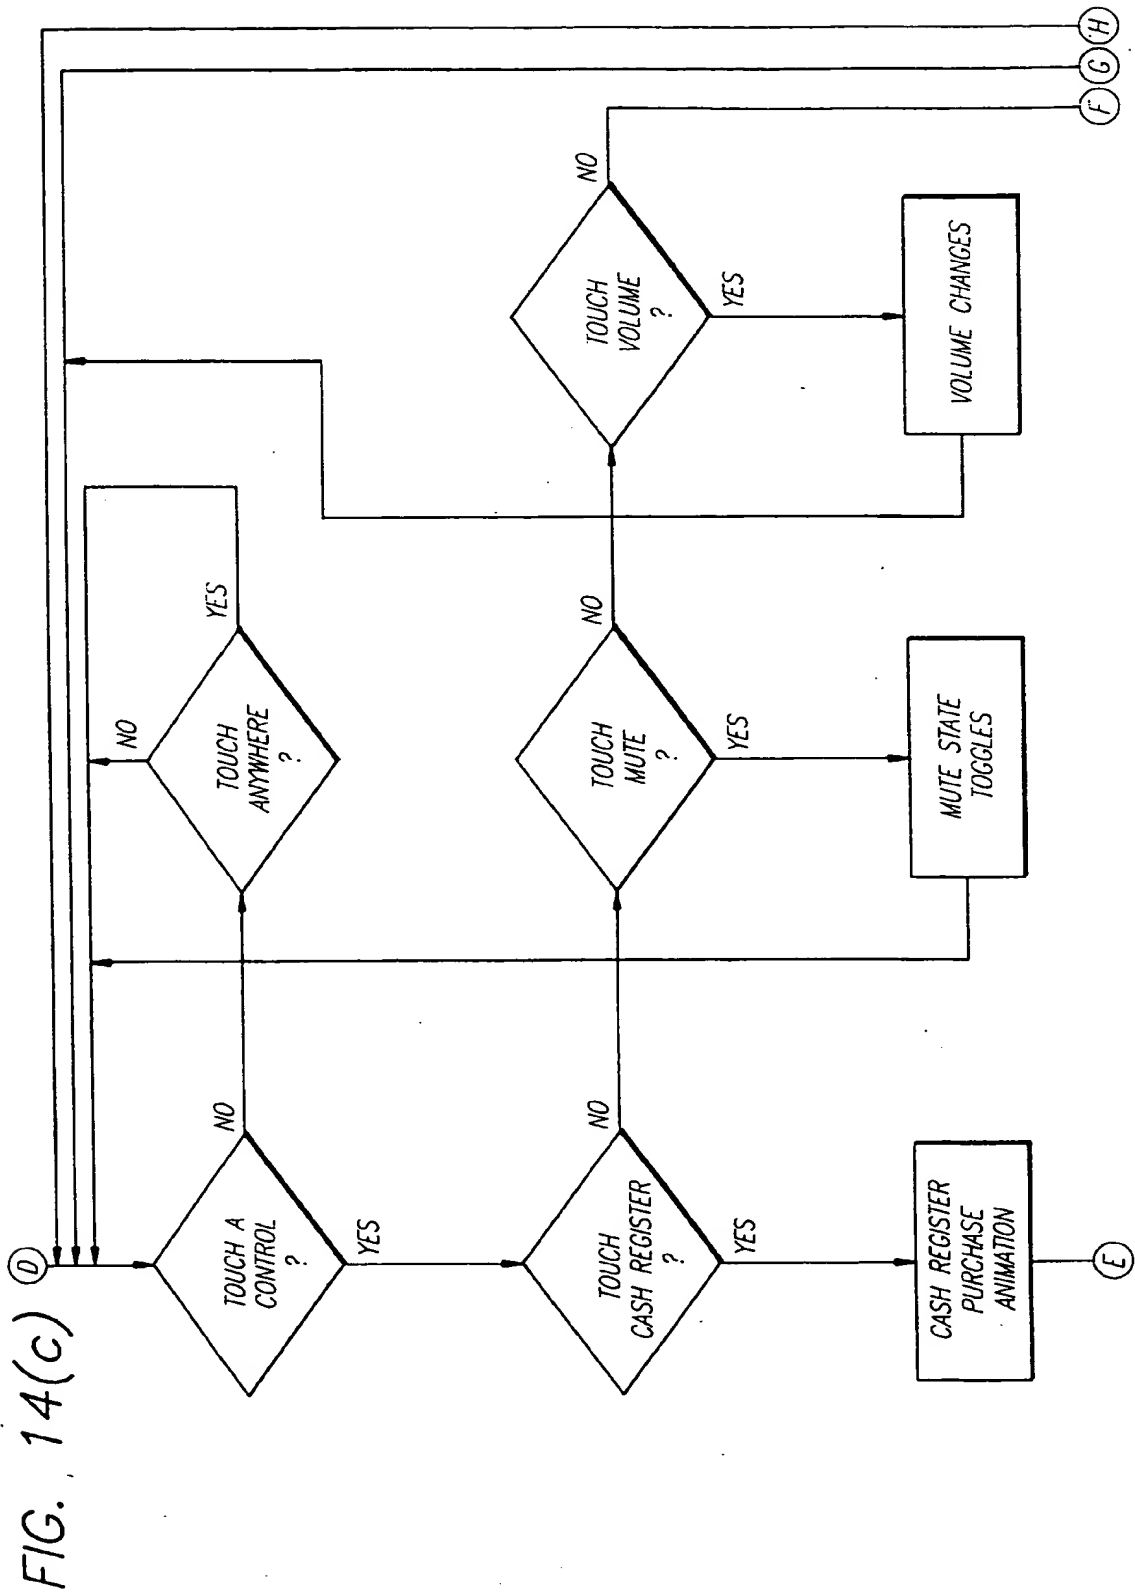 FIG. 14(c)
D
TOUCH A
CONTROL
?
NO
YES
TOUCH
ANYWHERE
?
NO
YES
TOUCH
CASH REGISTER
?
NO
YES
TOUCH
MUTE
?
NO
YES
TOUCH
VOLUME
?
NO
YES
CASH REGISTER
PURCHASE
ANIMATION
MUTE STATE
TOGGLES
VOLUME CHANGES
E
F
G
H